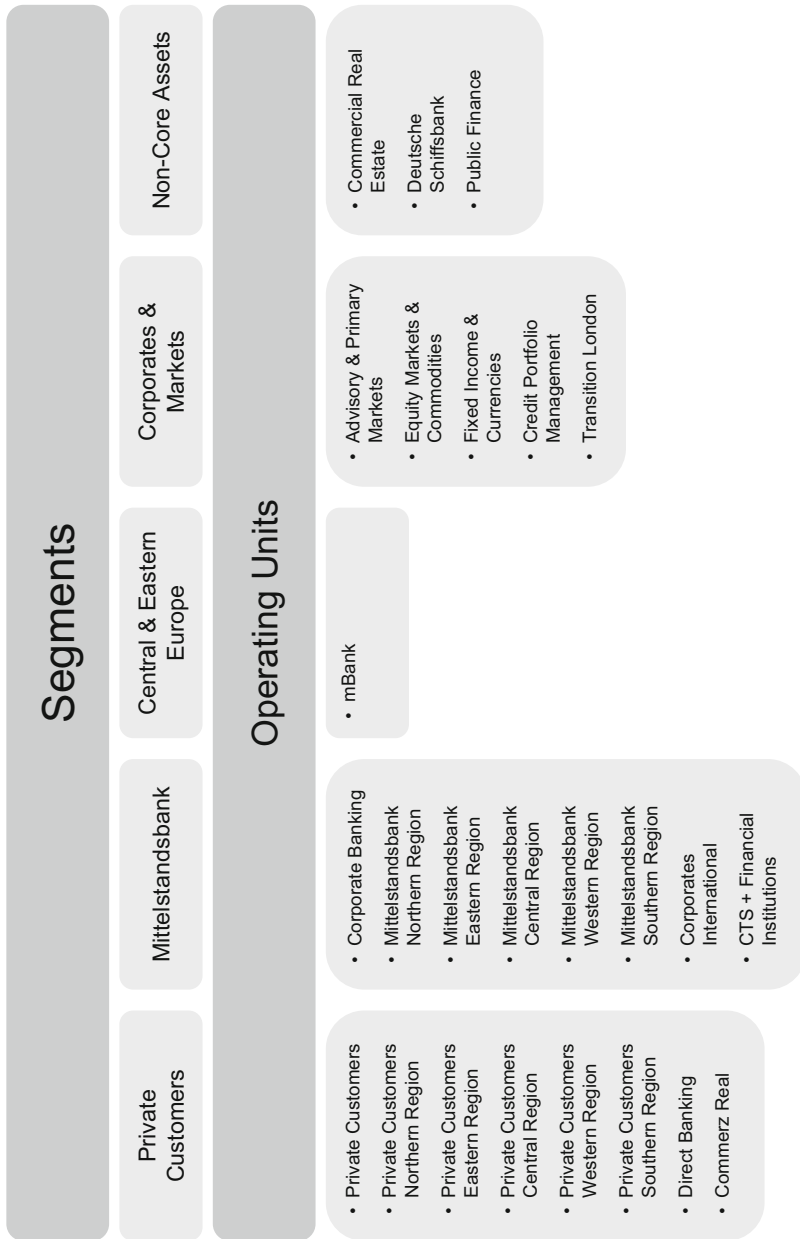 Segments
Private
Customers
Mittelstandsbank
Central & Eastern
Europe
Corporates &
Markets
Non-Core Assets
Operating Units
• Private Customers
• Private Customers
Northern Region
• Private Customers
Eastern Region
• Private Customers
Central Region
• Private Customers
Western Region
• Private Customers
Southern Region
• Direct Banking
• Commerz Real
• Corporate Banking
• Mittelstandsbank
Northern Region
• Mittelstandsbank
Eastern Region
• Mittelstandsbank
Central Region
• Mittelstandsbank
Western Region
• Mittelstandsbank
Southern Region
• Corporates
International
• CTS + Financial
Institutions
• mBank
• Advisory & Primary
Markets
• Equity Markets &
Commodities
• Fixed Income &
Currencies
• Credit Portfolio
Management
• Transition London
• Commercial Real
Estate
• Deutsche
Schiffsbank
• Public Finance